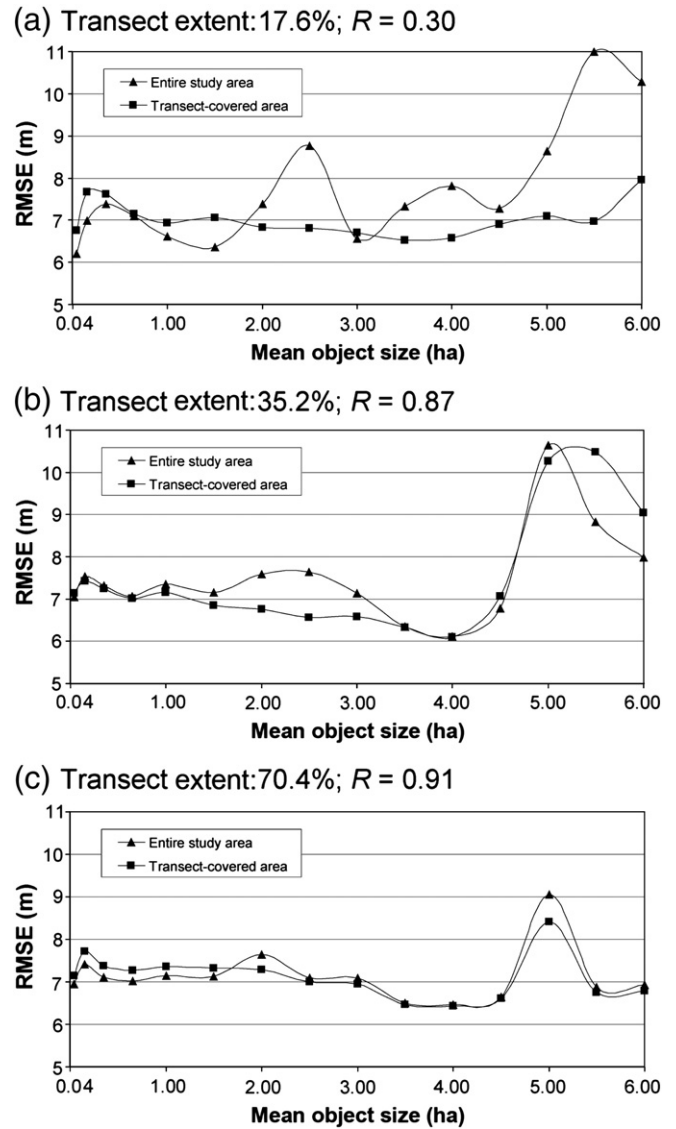 (a) Transect extent:17.6%; R = 0.30
11
10
9
8
7
6
5
RMSE (m)
Entire study area
Transect-covered area
0.04 1.00 2.00 3.00 4.00 5.00 6.00
Mean object size (ha)
(b) Transect extent:35.2%; R = 0.87
11
10
9
8
7
6
5
RMSE (m)
Entire study area
Transect-covered area
0.04 1.00 2.00 3.00 4.00 5.00 6.00
Mean object size (ha)
(c) Transect extent:70.4%; R = 0.91
11
10
9
8
7
6
5
RMSE (m)
Entire study area
Transect-covered area
0.04 1.00 2.00 3.00 4.00 5.00 6.00
Mean object size (ha)